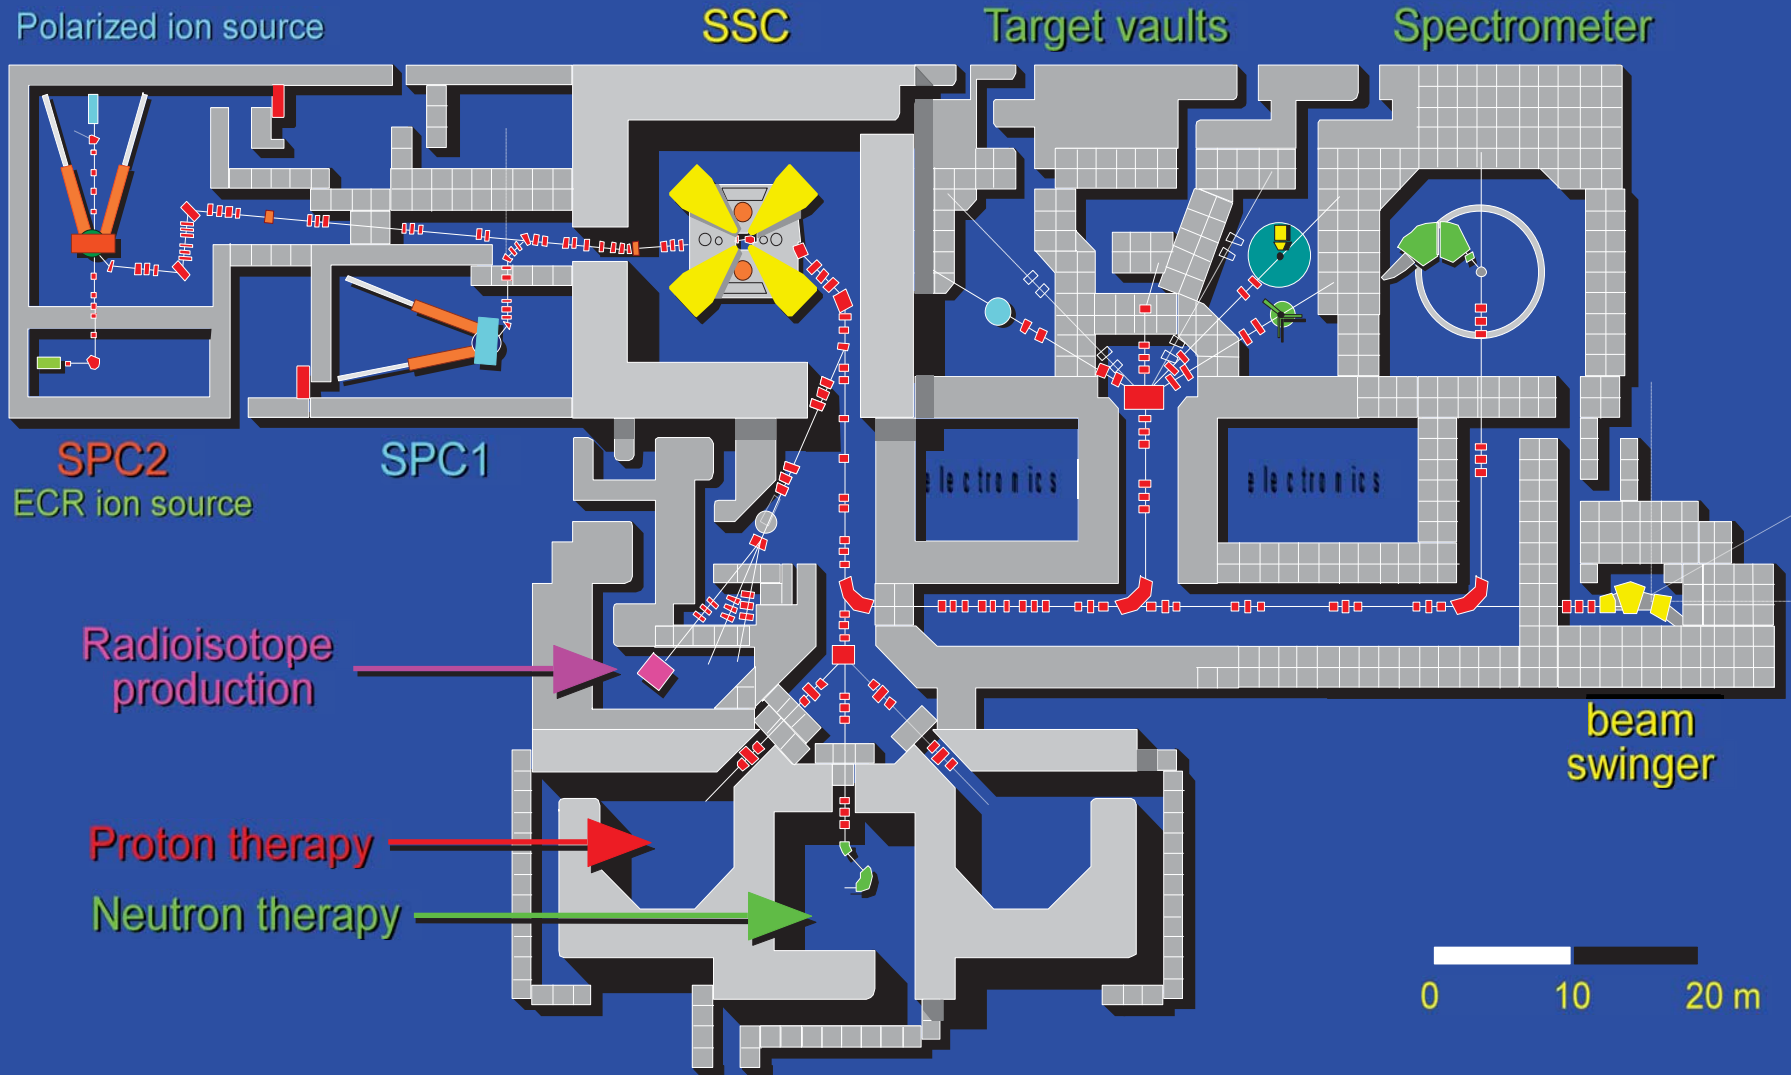 Polarized ion source
SSC
Target vaults
Spectrometer
SPC2
SPC1
ECR ion source
electronics
electronics
Radioisotope
production
beam
swinger
Proton therapy
Neutron therapy
0 10 20 m